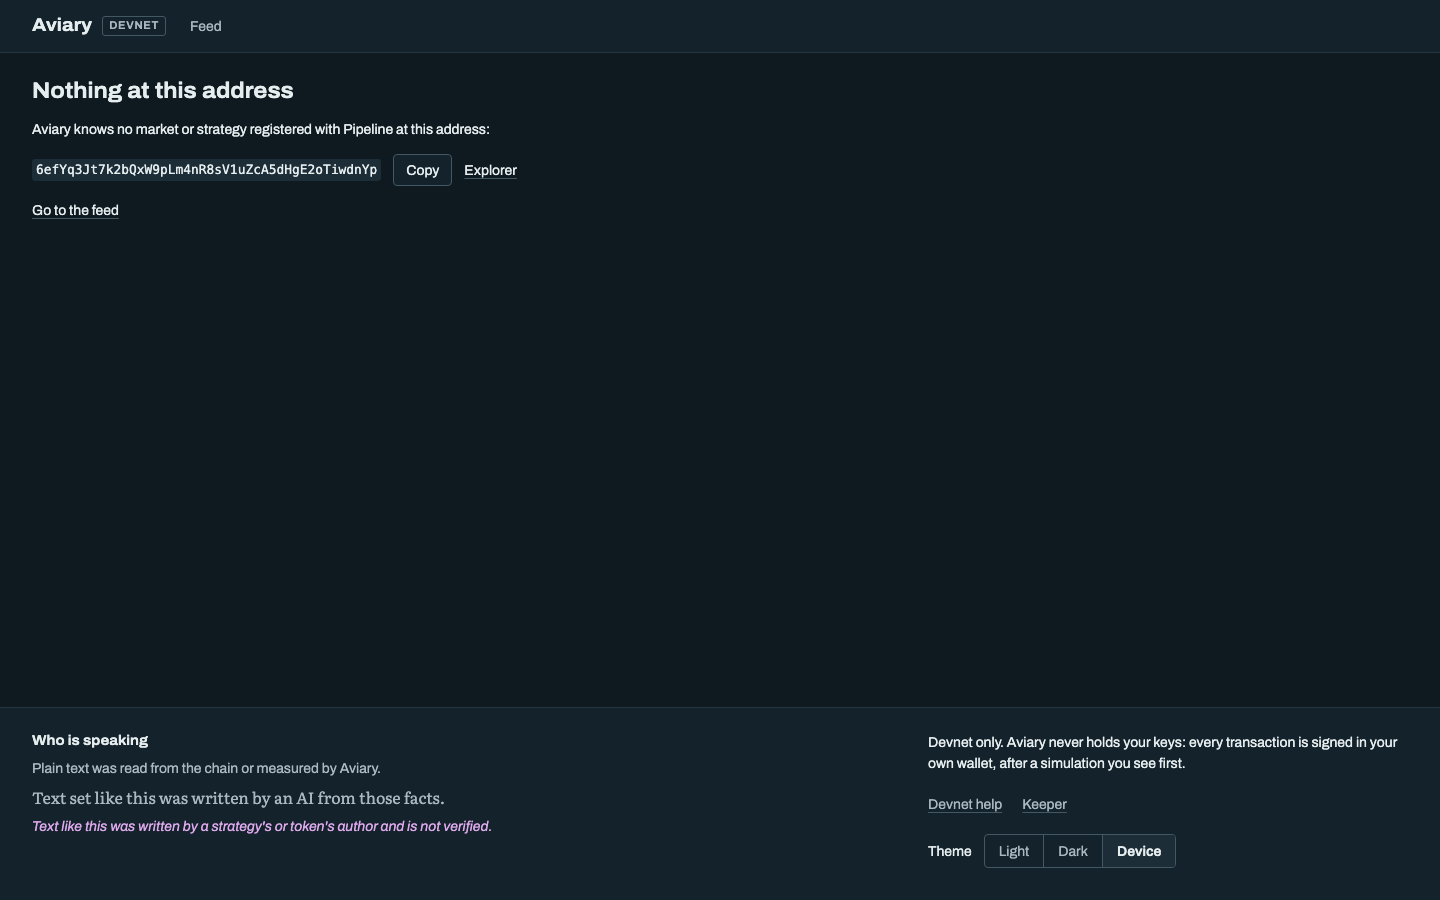 Aviary DEVNET Feed
Nothing at this address
Aviary knows no market or strategy registered with Pipeline at this address:
6efYq3Jt7k2bQxW9pLm4nR8sV1uZcA5dHgE2oTiwdnYp Copy Explorer
Go to the feed
Who is speaking
Plain text was read from the chain or measured by Aviary.
Text set like this was written by an AI from those facts.
Text like this was written by a strategy's or token's author and is not verified.
Devnet only. Aviary never holds your keys: every transaction is signed in your
own wallet, after a simulation you see first.
Devnet help Keeper
Theme Light Dark Device